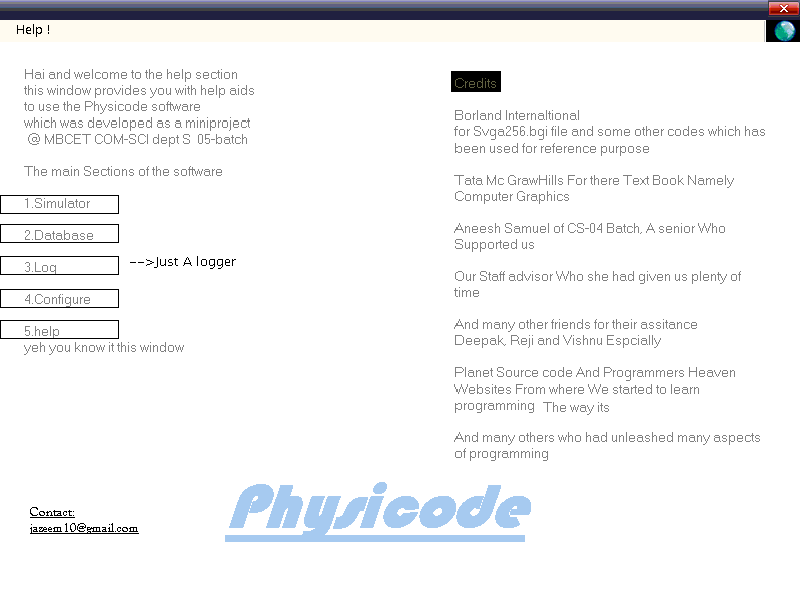 Help !
Hai and welcome to the help section
this window provides you with help aids
to use the Physicode software
which was developed as a miniproject
@ MBCET COM-SCI dept S 05-batch
The main Sections of the software
1.Simulator
2.Database
3.Log
-->Just A logger
4.Configure
5.help
yeh you know it this window
Credits
Borland Internaltional
for Svga256.bgi file and some other codes which has
been used for reference purpose
Tata Mc GrawHills For there Text Book Namely
Computer Graphics
Aneesh Samuel of CS-04 Batch, A senior Who
Supported us
Our Staff advisor Who she had given us plenty of
time
And many other friends for their assitance
Deepak, Reji and Vishnu Espcially
Planet Source code And Programmers Heaven
Websites From where We started to learn
programming The way its
And many others who had unleashed many aspects
of programming
Contact:
jazeem10@gmail.com
Physicode